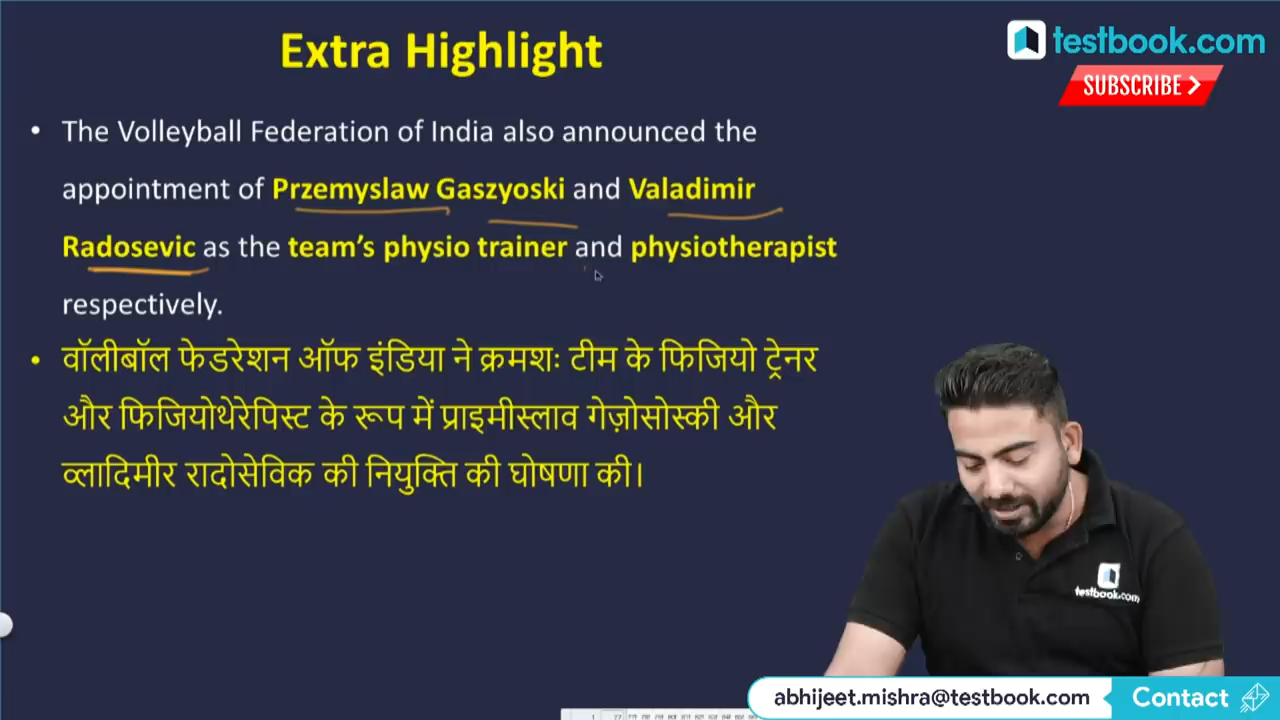 Extra Highlight
testbook.com
SUBSCRIBE
• The Volleyball Federation of India also announced the
appointment of Przemyslaw Gaszyoski and Valadimir
Radosevic as the team's physio trainer and physiotherapist
respectively.
• वॉलीबॉल फेडरेशन ऑफ इंडिया ने क्रमशः टीम के फिजियो ट्रेनर
और फिजियोथेरेपिस्ट के रूप में प्राइमीस्लाव गेज़ोसोस्की और
व्लादिमीर रादोसेविक की नियुक्ति की घोषणा की।
testbook.com
abhijeet.mishra@testbook.com
Contact